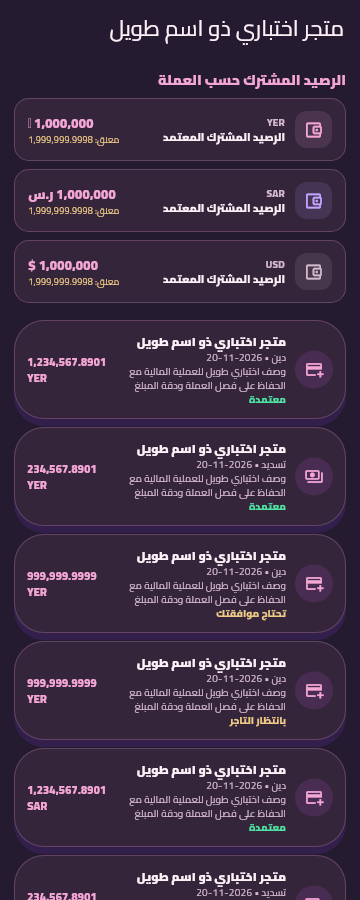 متجر اختباري ذو اسم طويل
الرصيد المشترك حسب العملة
YER
1,000,000
الرصيد المشترك المعتمد
معلق: 1,999,999.9998
SAR
1,000,000 ر.س
الرصيد المشترك المعتمد
معلق: 1,999,999.9998
USD
1,000,000 $
الرصيد المشترك المعتمد
معلق: 1,999,999.9998
متجر اختباري ذو اسم طويل
دين • 2026-11-20
وصف اختباري طويل للعملية المالية مع
الحفاظ على فصل العملة ودقة المبلغ
معتمدة
1,234,567.8901
YER
متجر اختباري ذو اسم طويل
تسديد • 2026-11-20
وصف اختباري طويل للعملية المالية مع
الحفاظ على فصل العملة ودقة المبلغ
معتمدة
234,567.8901
YER
متجر اختباري ذو اسم طويل
دين • 2026-11-20
وصف اختباري طويل للعملية المالية مع
الحفاظ على فصل العملة ودقة المبلغ
تحتاج موافقتك
999,999.9999
YER
متجر اختباري ذو اسم طويل
دين • 2026-11-20
وصف اختباري طويل للعملية المالية مع
الحفاظ على فصل العملة ودقة المبلغ
بانتظار التاجر
999,999.9999
YER
متجر اختباري ذو اسم طويل
دين • 2026-11-20
وصف اختباري طويل للعملية المالية مع
الحفاظ على فصل العملة ودقة المبلغ
معتمدة
1,234,567.8901
SAR
متجر اختباري ذو اسم طويل
تسديد • 2026-11-20
234,567.8901